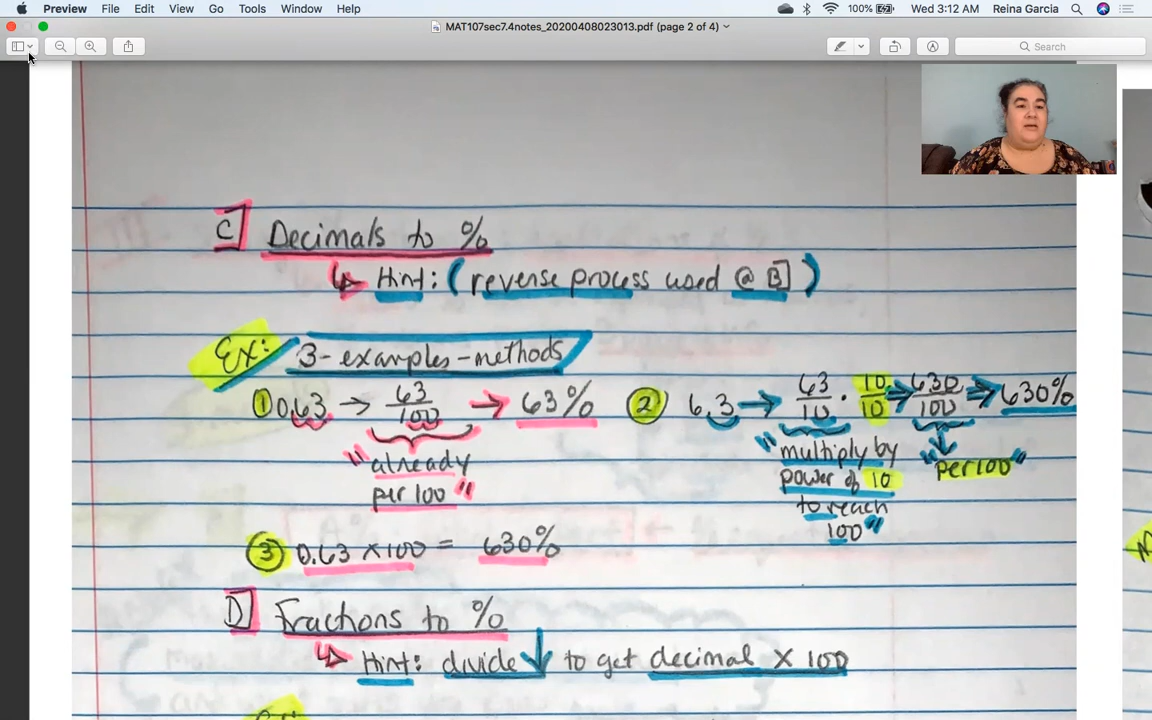 Preview File Edit View Go Tools Window Help 100% Wed 3:12 AM Reina Garcia
MAT107sec7.4notes_20200408023013.pdf (page 2 of 4)
Search
C] Decimals to %
Hint: (reverse process used @ B])
Ex: 3-examples-methods
① 0.63 → 63/100 → 63%
"already
per 100"
② 6.3 → 63/10 · 10/10 ⇒ 630/100 ⇒ 630%
"multiply by
power of 10
to reach
100"
"per 100"
③ 0.63 x100 = 630%
D] Fractions to %
Hint: divide ↓ to get decimal x 100